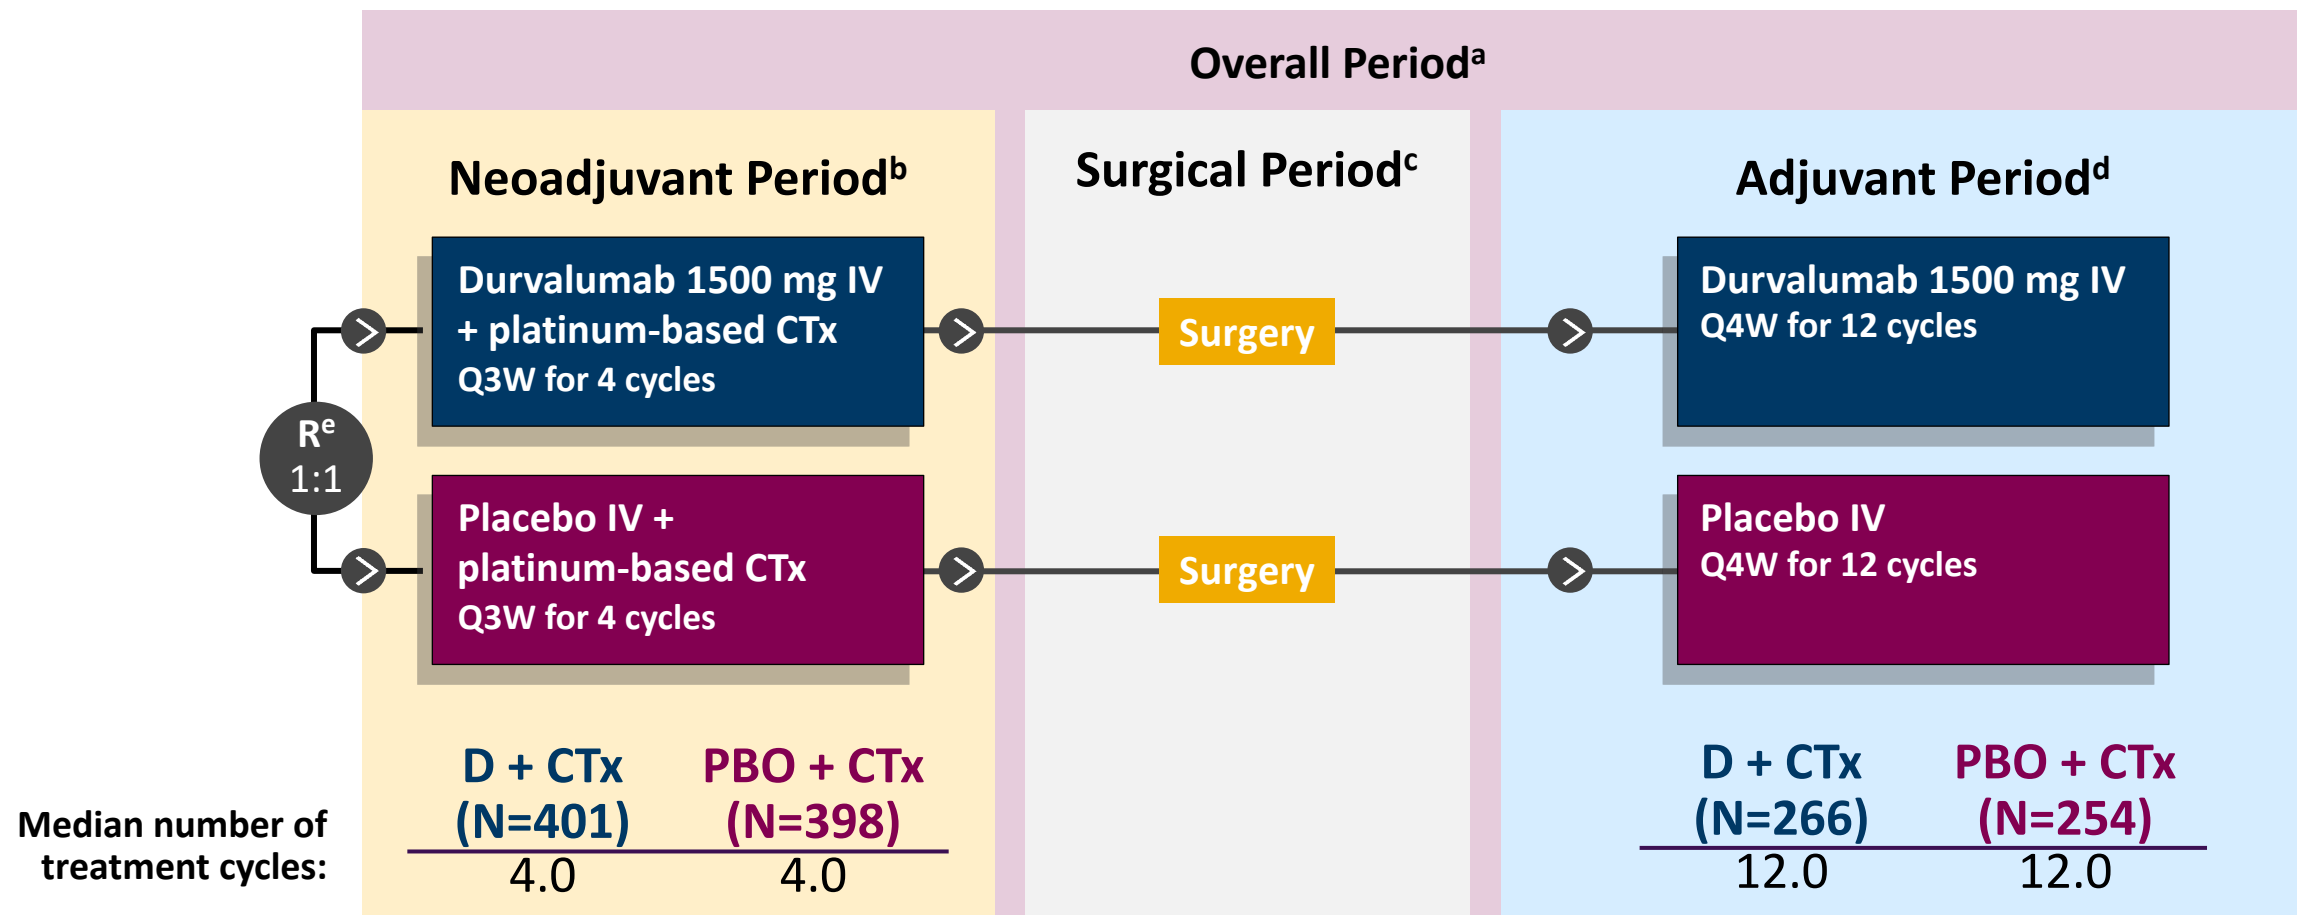 Overall Periodᵃ
Neoadjuvant Periodᵇ
Surgical Periodᶜ
Adjuvant Periodᵈ
Durvalumab 1500 mg IV
+ platinum-based CTx
Q3W for 4 cycles
Surgery
Durvalumab 1500 mg IV
Q4W for 12 cycles
Rᵉ
1:1
Placebo IV +
platinum-based CTx
Q3W for 4 cycles
Surgery
Placebo IV
Q4W for 12 cycles
D + CTx PBO + CTx D + CTx PBO + CTx
(N=401) (N=398) (N=266) (N=254)
Median number of
treatment cycles:
4.0 4.0 12.0 12.0